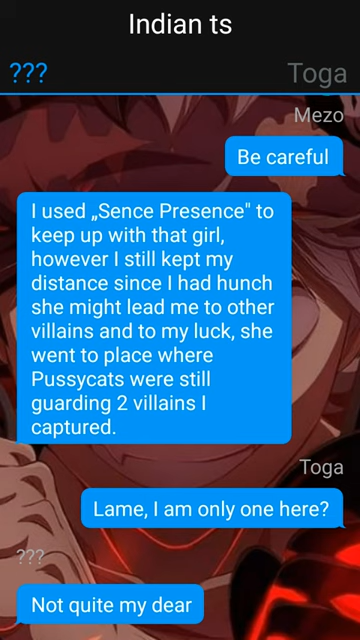 Indian ts
??? Toga
Mezo
Be careful
I used „Sence Presence" to
keep up with that girl,
however I still kept my
distance since I had hunch
she might lead me to other
villains and to my luck, she
went to place where
Pussycats were still
guarding 2 villains I
captured.
Toga
Lame, I am only one here?
???
Not quite my dear